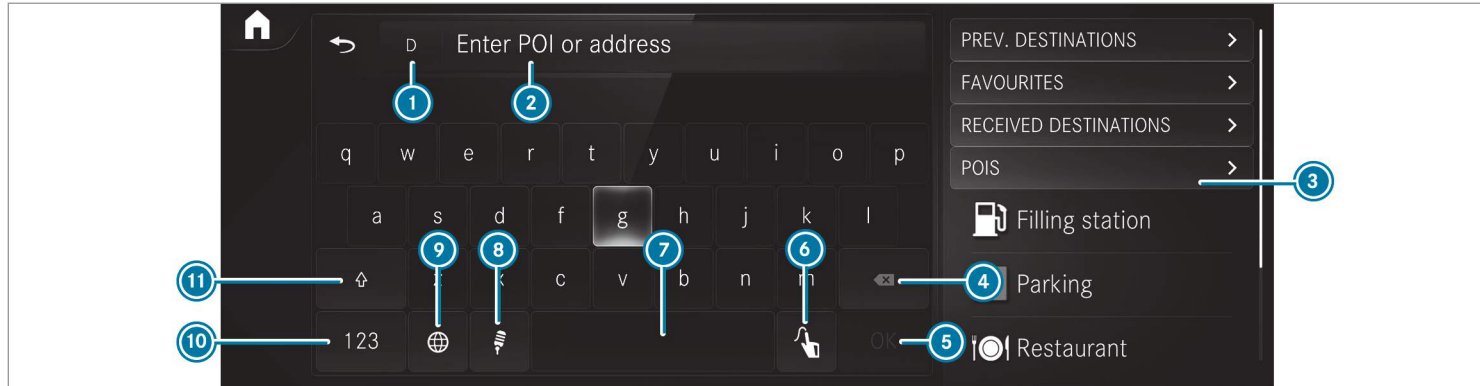 D Enter POI or address
1 2
q w e r t y u i o p
a s d f g h j k l
9 8 7 6
11 z x c v b n m 4
10 123 OK 5
PREV. DESTINATIONS
FAVOURITES
RECEIVED DESTINATIONS
POIS
3
Filling station
Parking
Restaurant